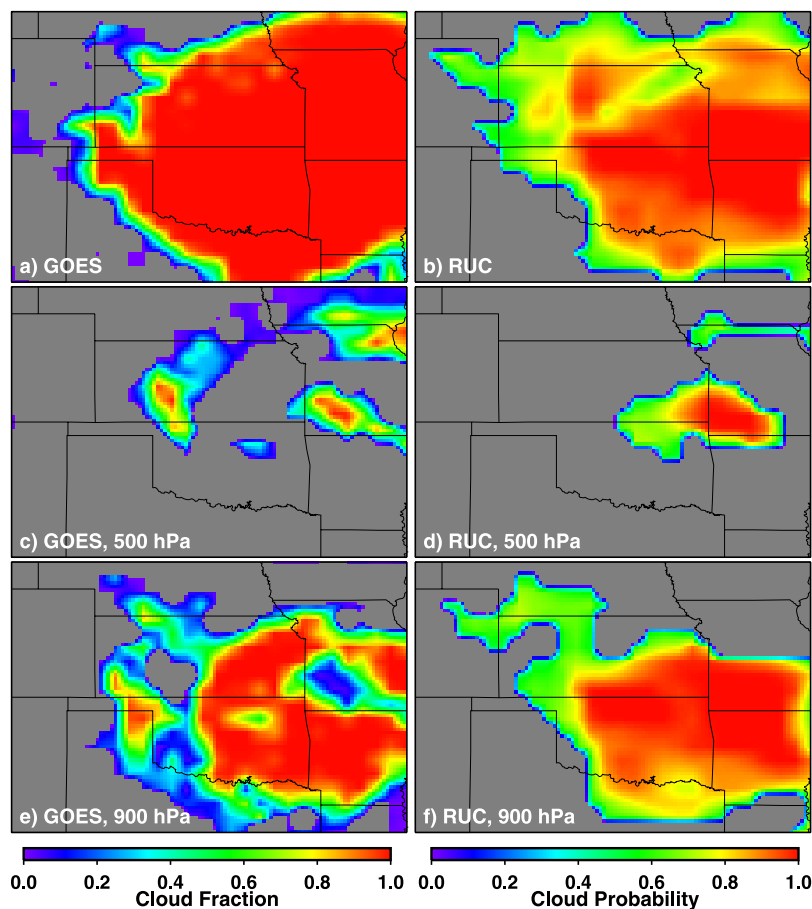 a) GOES
b) RUC
c) GOES, 500 hPa
d) RUC, 500 hPa
e) GOES, 900 hPa
f) RUC, 900 hPa
0.0 0.2 0.4 0.6 0.8 1.0
Cloud Fraction
0.0 0.2 0.4 0.6 0.8 1.0
Cloud Probability